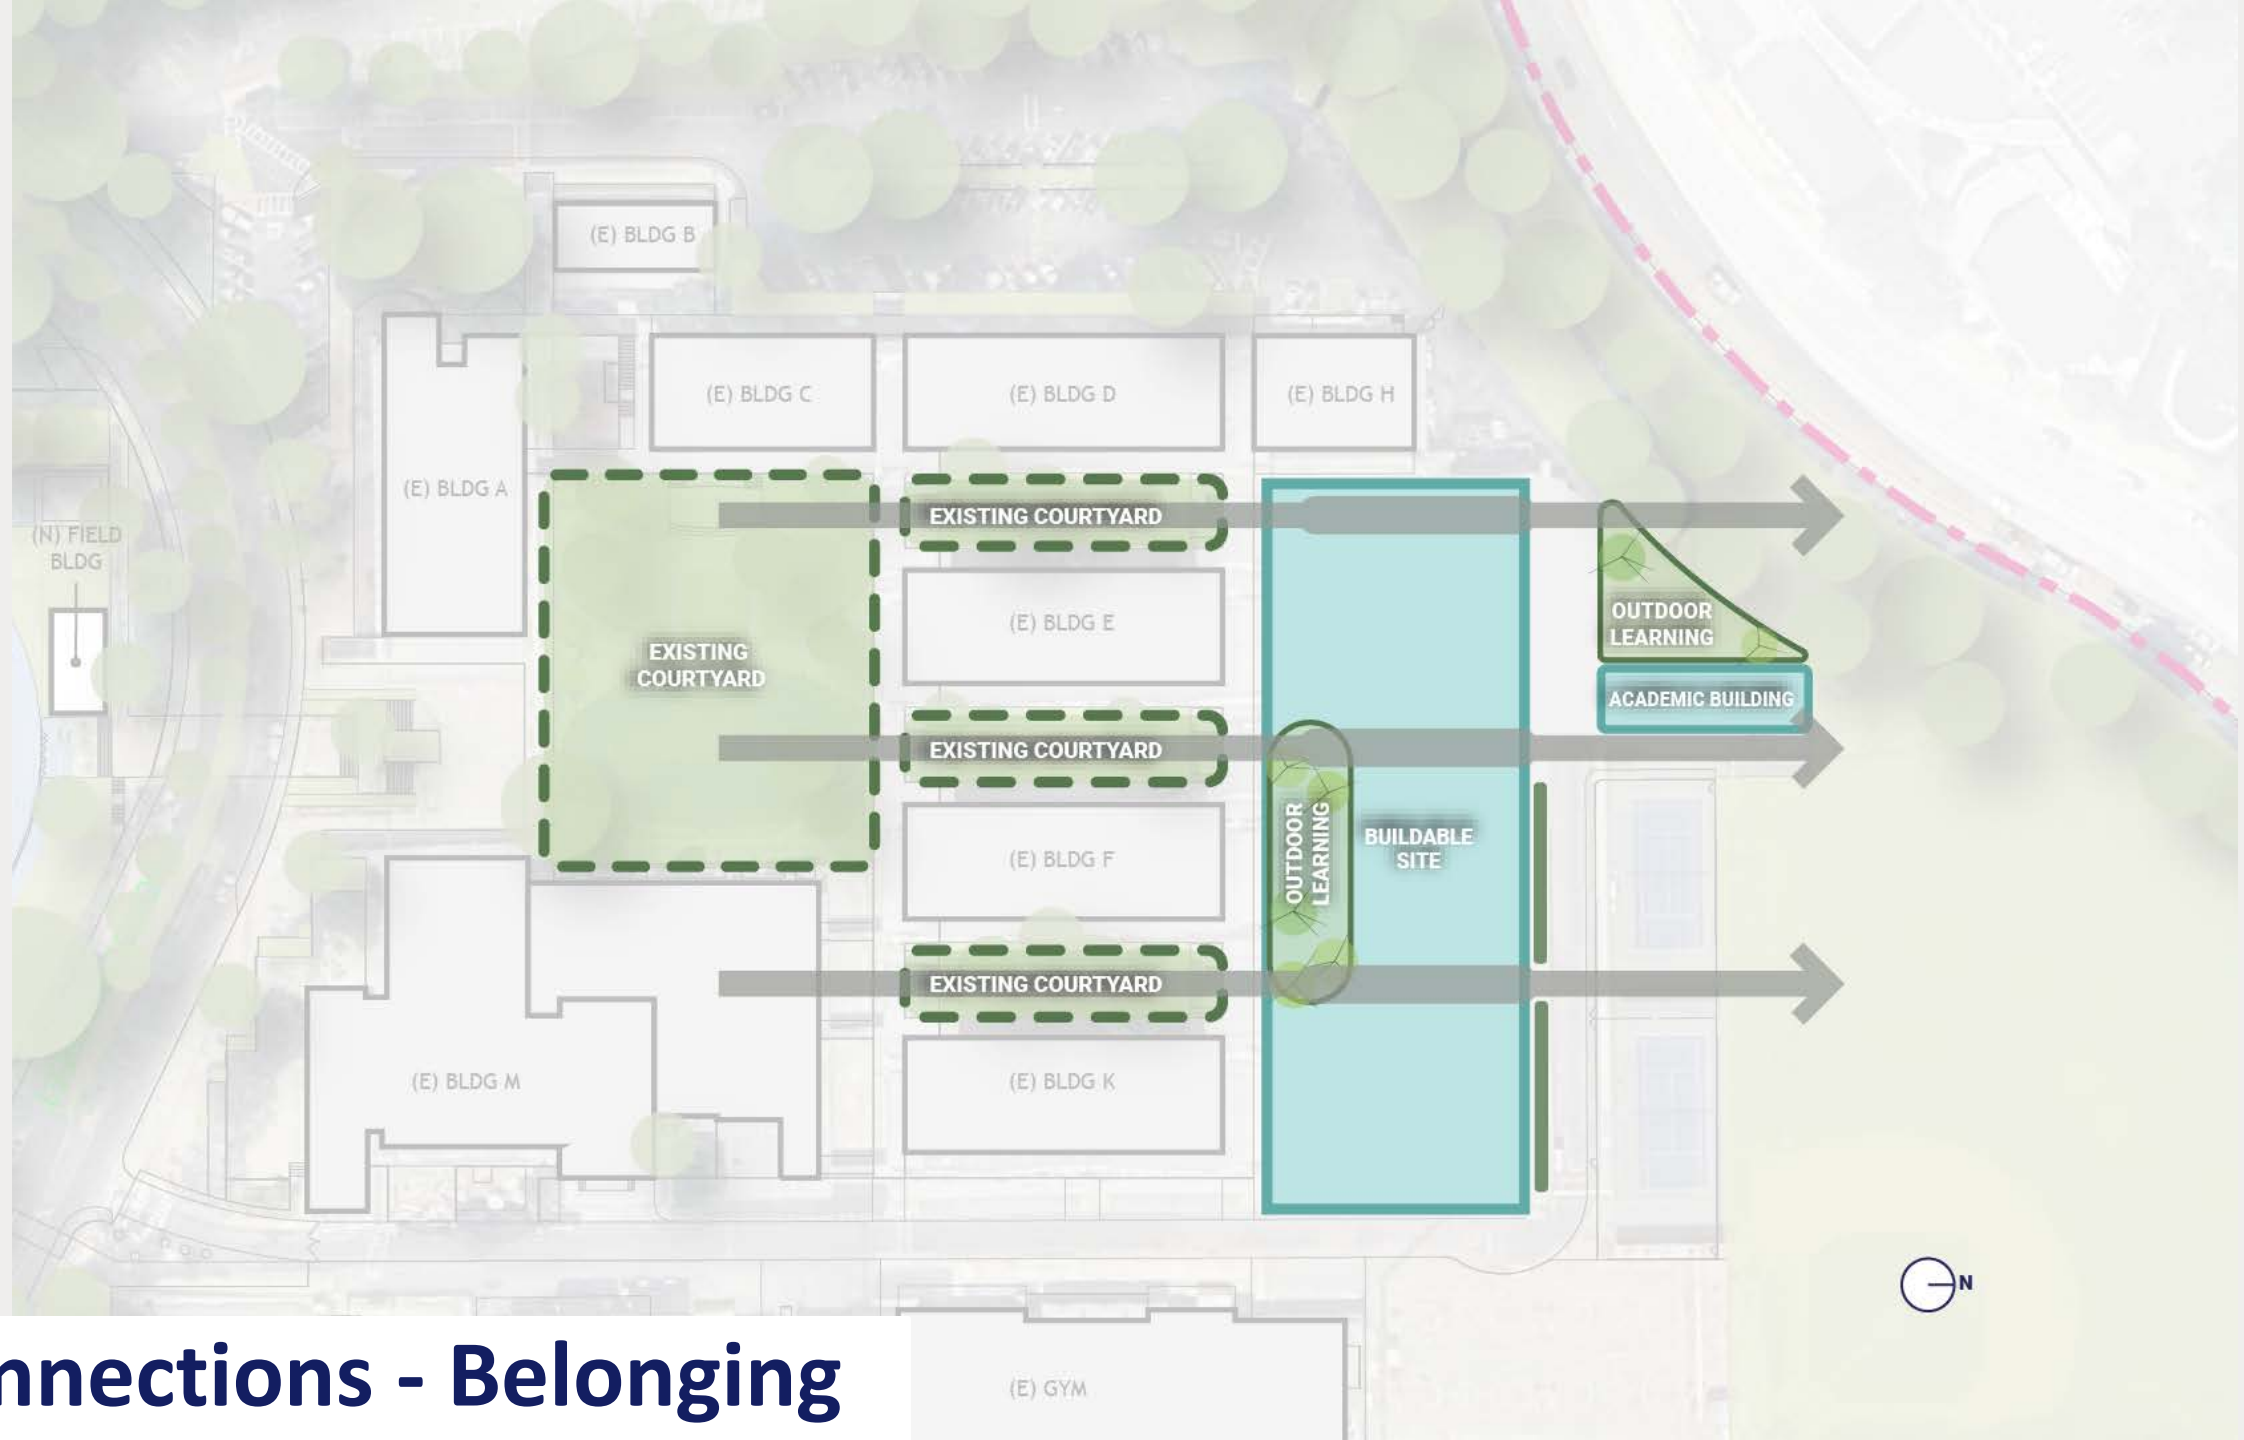 (E) BLDG B
(E) BLDG C
(E) BLDG D
(E) BLDG H
(E) BLDG A
(N) FIELD
BLDG
EXISTING COURTYARD
OUTDOOR
LEARNING
(E) BLDG E
EXISTING
COURTYARD
ACADEMIC BUILDING
EXISTING COURTYARD
OUTDOOR
LEARNING
BUILDABLE
SITE
(E) BLDG F
EXISTING COURTYARD
(E) BLDG M
(E) BLDG K
N
nnections - Belonging
(E) GYM